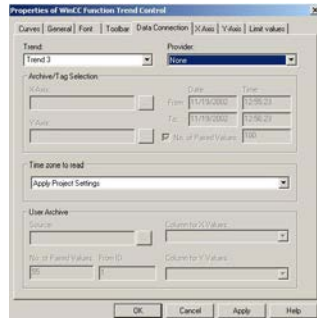 Properties of WinCC Function Trend Control
Curves General Font Toolbar Data Connection X Axis Y-Axis Limit values
Trend: Provider:
Trend 3 None
Archive/Tag Selection
X Axis: Date: Time:
From: 11/19/2002 12:56:23
Y Axis: To: 11/19/2002 12:56:23
No. of Paired Values: 100
Time zone to read
Apply Project Settings
User Archive
Source: Column for X Values:
No. of Paired Values: From ID: Column for Y Values:
1
OK Cancel Apply Help